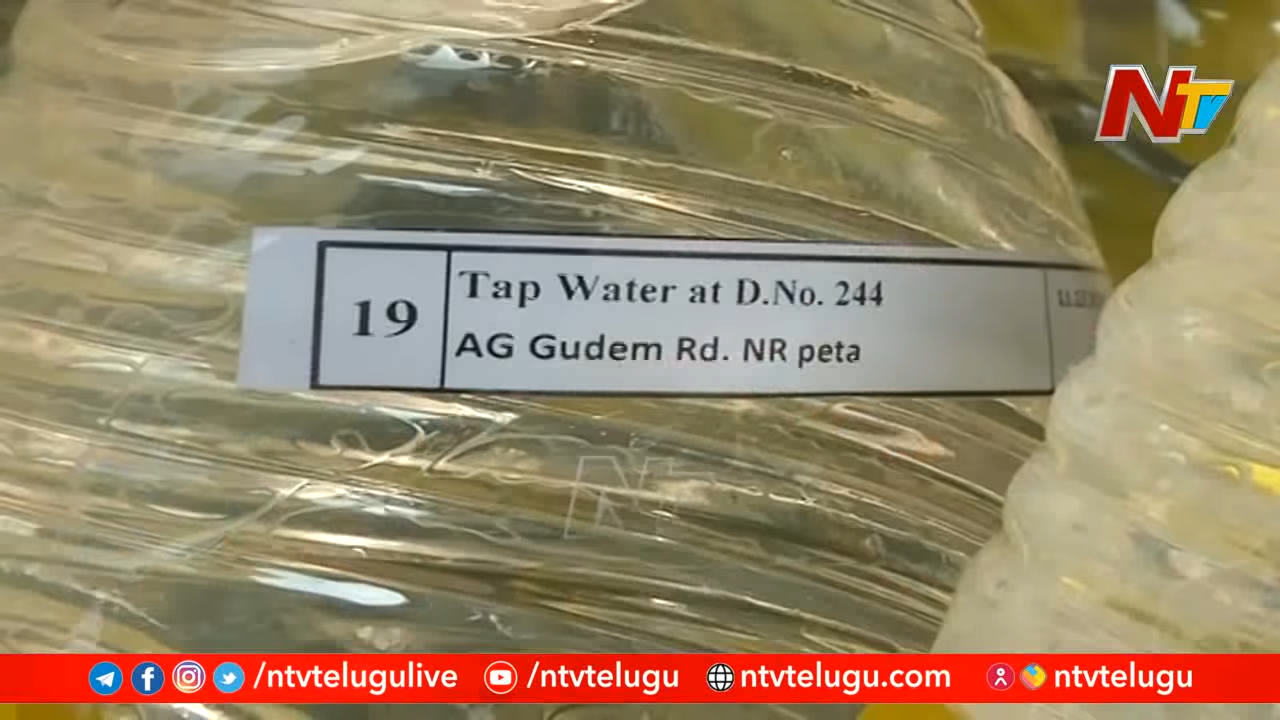 NTV
19
Tap Water at D.No. 244
AG Gudem Rd. NR peta
/ntvtelugulive
/ntvtelugu
ntvtelugu.com
ntvtelugu